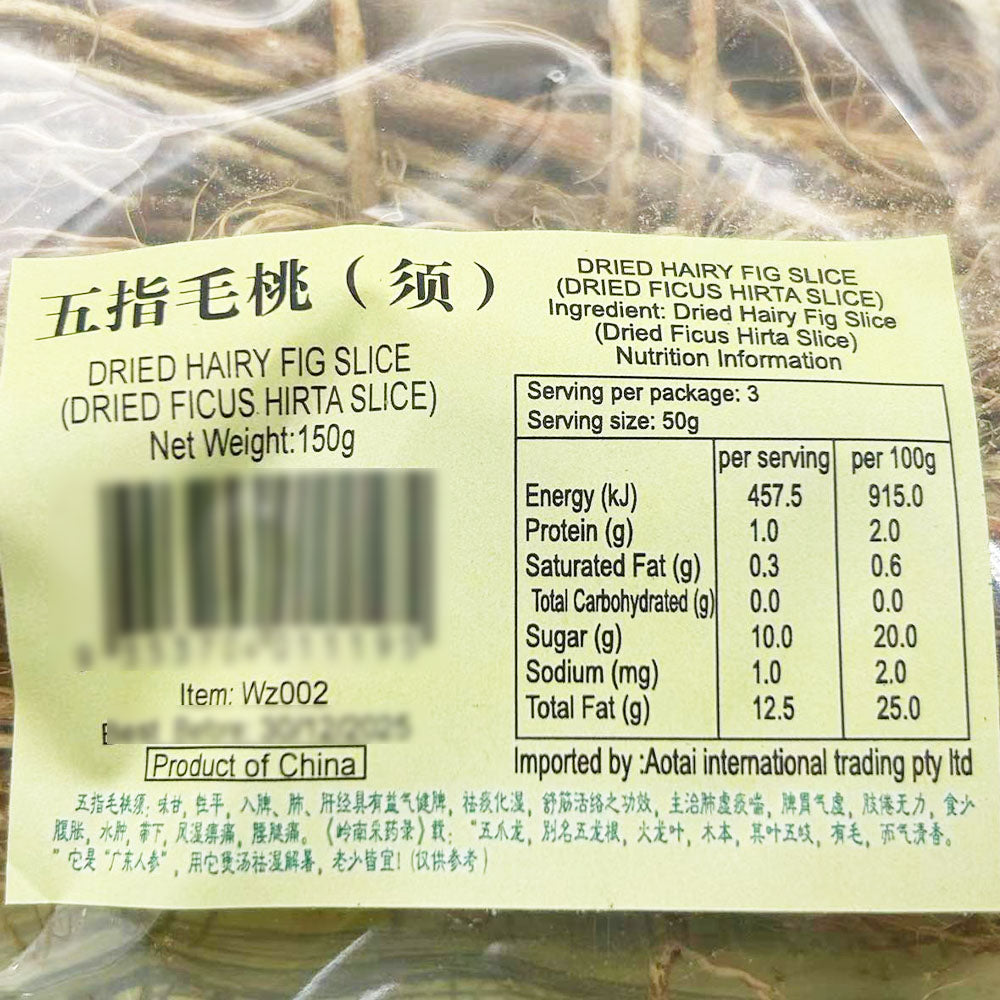 五指毛桃（须）
DRIED HAIRY FIG SLICE
(DRIED FICUS HIRTA SLICE)
Net Weight:150g
Item: Wz002
Product of China
DRIED HAIRY FIG SLICE
(DRIED FICUS HIRTA SLICE)
Ingredient: Dried Hairy Fig Slice
(Dried Ficus Hirta Slice)
Nutrition Information
Serving per package: 3
Serving size: 50g
per serving per 100g
Energy (kJ) 457.5 915.0
Protein (g) 1.0 2.0
Saturated Fat (g) 0.3 0.6
Total Carbohydrated (g) 0.0 0.0
Sugar (g) 10.0 20.0
Sodium (mg) 1.0 2.0
Total Fat (g) 12.5 25.0
Imported by :Aotai international trading pty ltd
五指毛桃须: 味甘, 性平, 入脾、肺、肝经具有益气健脾, 祛痰化湿, 舒筋活络之功效, 主治肺虚痰喘, 脾胃气虚, 肢倦无力, 食少
腹胀, 水肿, 带下, 风湿痹痛, 腰腿痛。《岭南采药录》载: “五爪龙, 别名五龙根, 火龙叶, 木本, 其叶五歧, 有毛, 而气清香。
”它是“广东人参”, 用它煲汤祛湿解暑, 老少皆宜! (仅供参考)